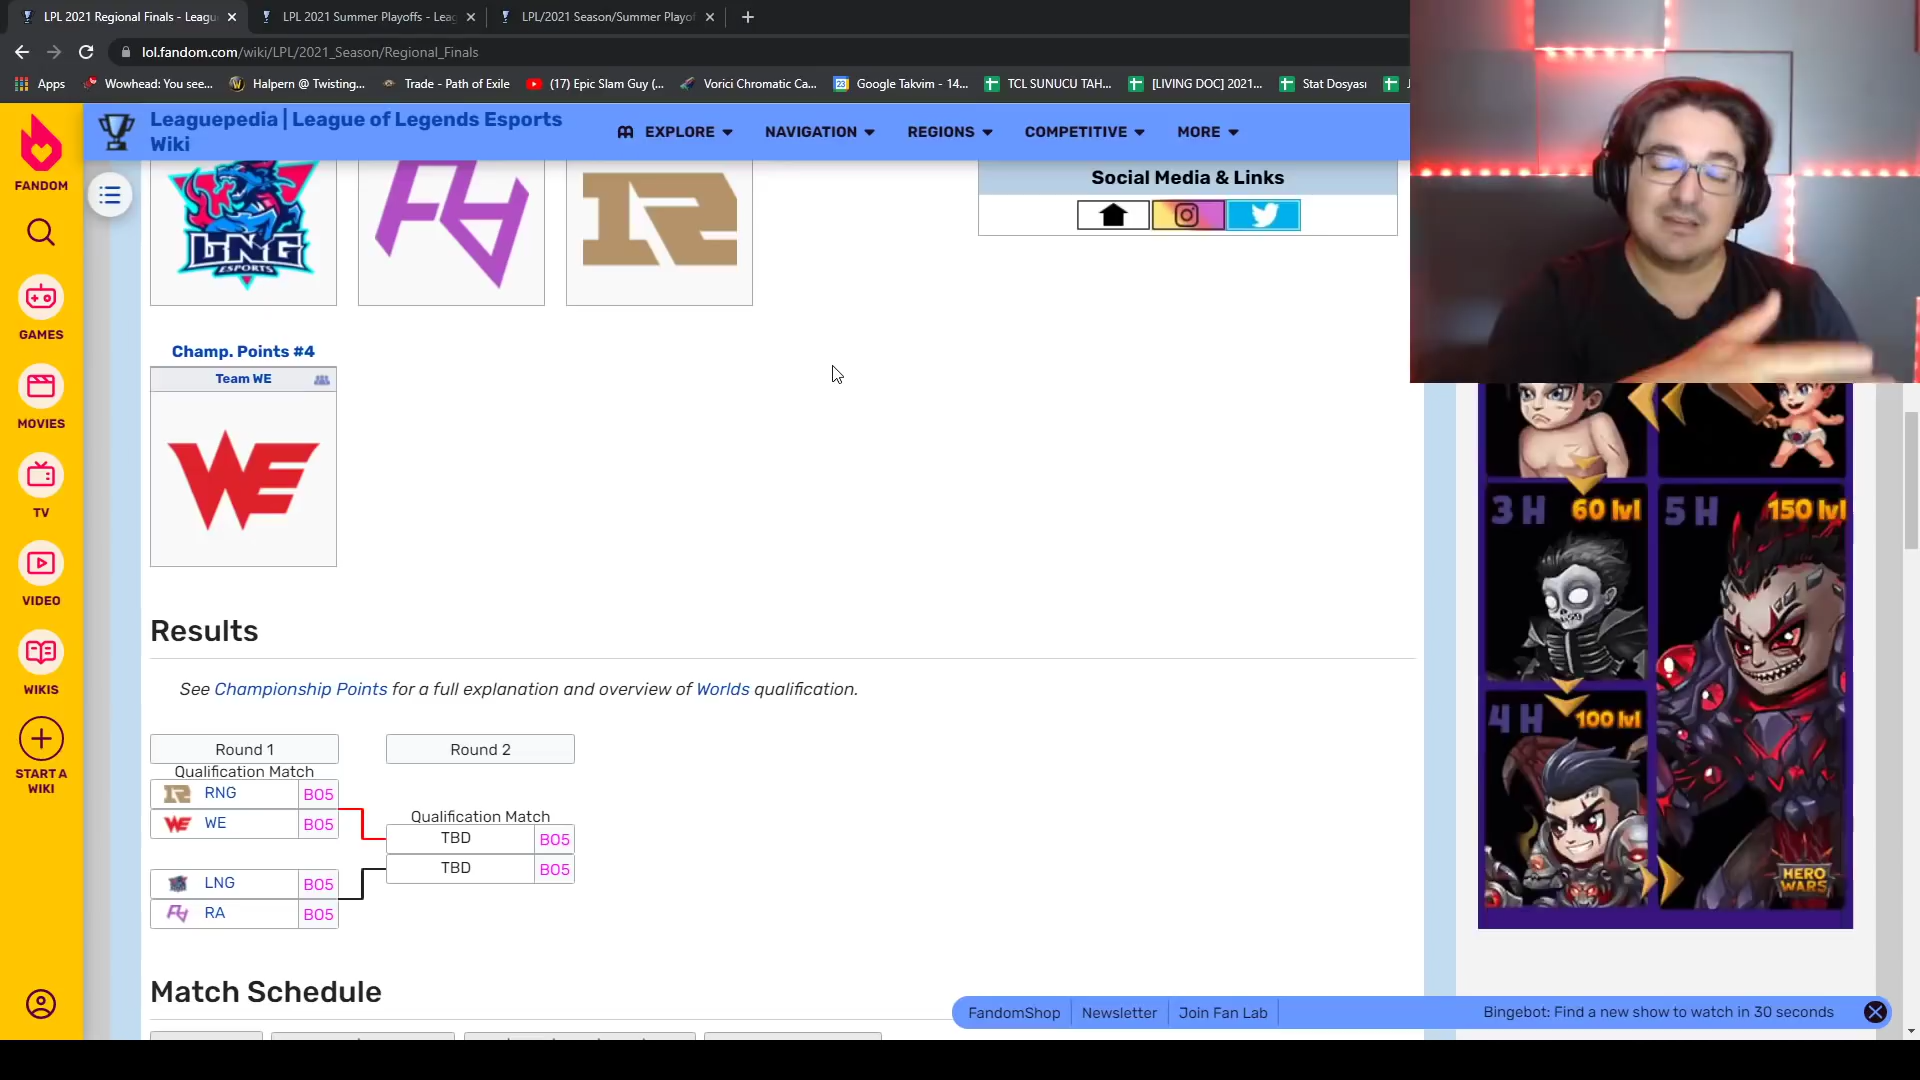 LPL 2021 Regional Finals - Leagu
LPL 2021 Summer Playoffs - Leag
LPL/2021 Season/Summer Playof
lol.fandom.com/wiki/LPL/2021_Season/Regional_Finals
Apps
Wowhead: You see...
Halpern @ Twisting...
Trade - Path of Exile
(17) Epic Slam Guy (...
Vorici Chromatic Ca...
Google Takvim - 14...
TCL SUNUCU TAH...
[LIVING DOC] 2021...
Stat Dosyası
FANDOM
GAMES
MOVIES
TV
VIDEO
WIKIS
START A
WIKI
Leaguepedia | League of Legends Esports
Wiki
EXPLORE
NAVIGATION
REGIONS
COMPETITIVE
MORE
LNG
ESPORTS
Social Media & Links
Champ. Points #4
Team WE
WE
Results
See Championship Points for a full explanation and overview of Worlds qualification.
Round 1
Round 2
Qualification Match
RNG BO5
WE BO5
Qualification Match
TBD BO5
TBD BO5
LNG BO5
RA BO5
Match Schedule
3 H 60 lvl
5 H 150 lvl
4 H 100 lvl
HERO
WARS
FandomShop
Newsletter
Join Fan Lab
Bingebot: Find a new show to watch in 30 seconds